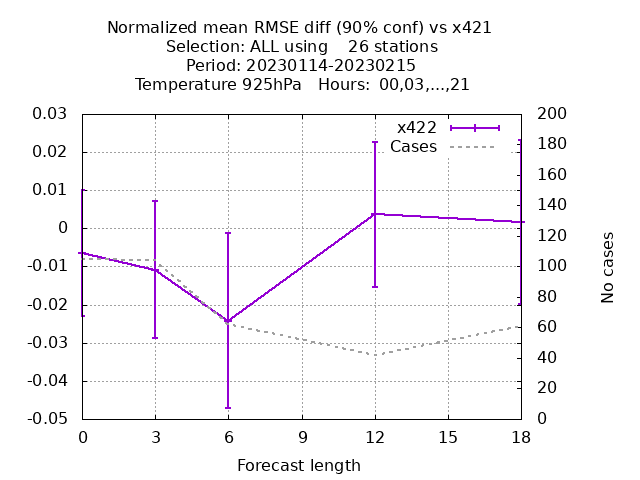 Normalized mean RMSE diff (90% conf) vs x421
Selection: ALL using    26 stations
Period: 20230114-20230215
Temperature 925hPa   Hours:  00,03,...,21
0.03
0.02
0.01
0
-0.01
-0.02
-0.03
-0.04
-0.05
x422
Cases
200
180
160
140
120
100
80
60
40
20
0
No cases
0 3 6 9 12 15 18
Forecast length